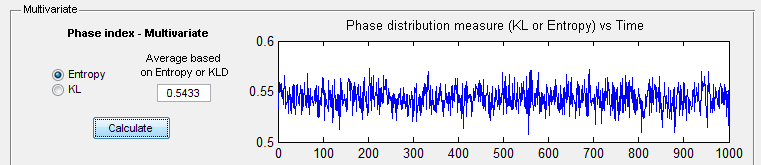 Multivariate
Phase index - Multivariate
Average based
on Entropy or KLD
Entropy
KL
0.5433
Calculate
Phase distribution measure (KL or Entropy) vs Time
0.6
0.55
0.5
0 100 200 300 400 500 600 700 800 900 1000